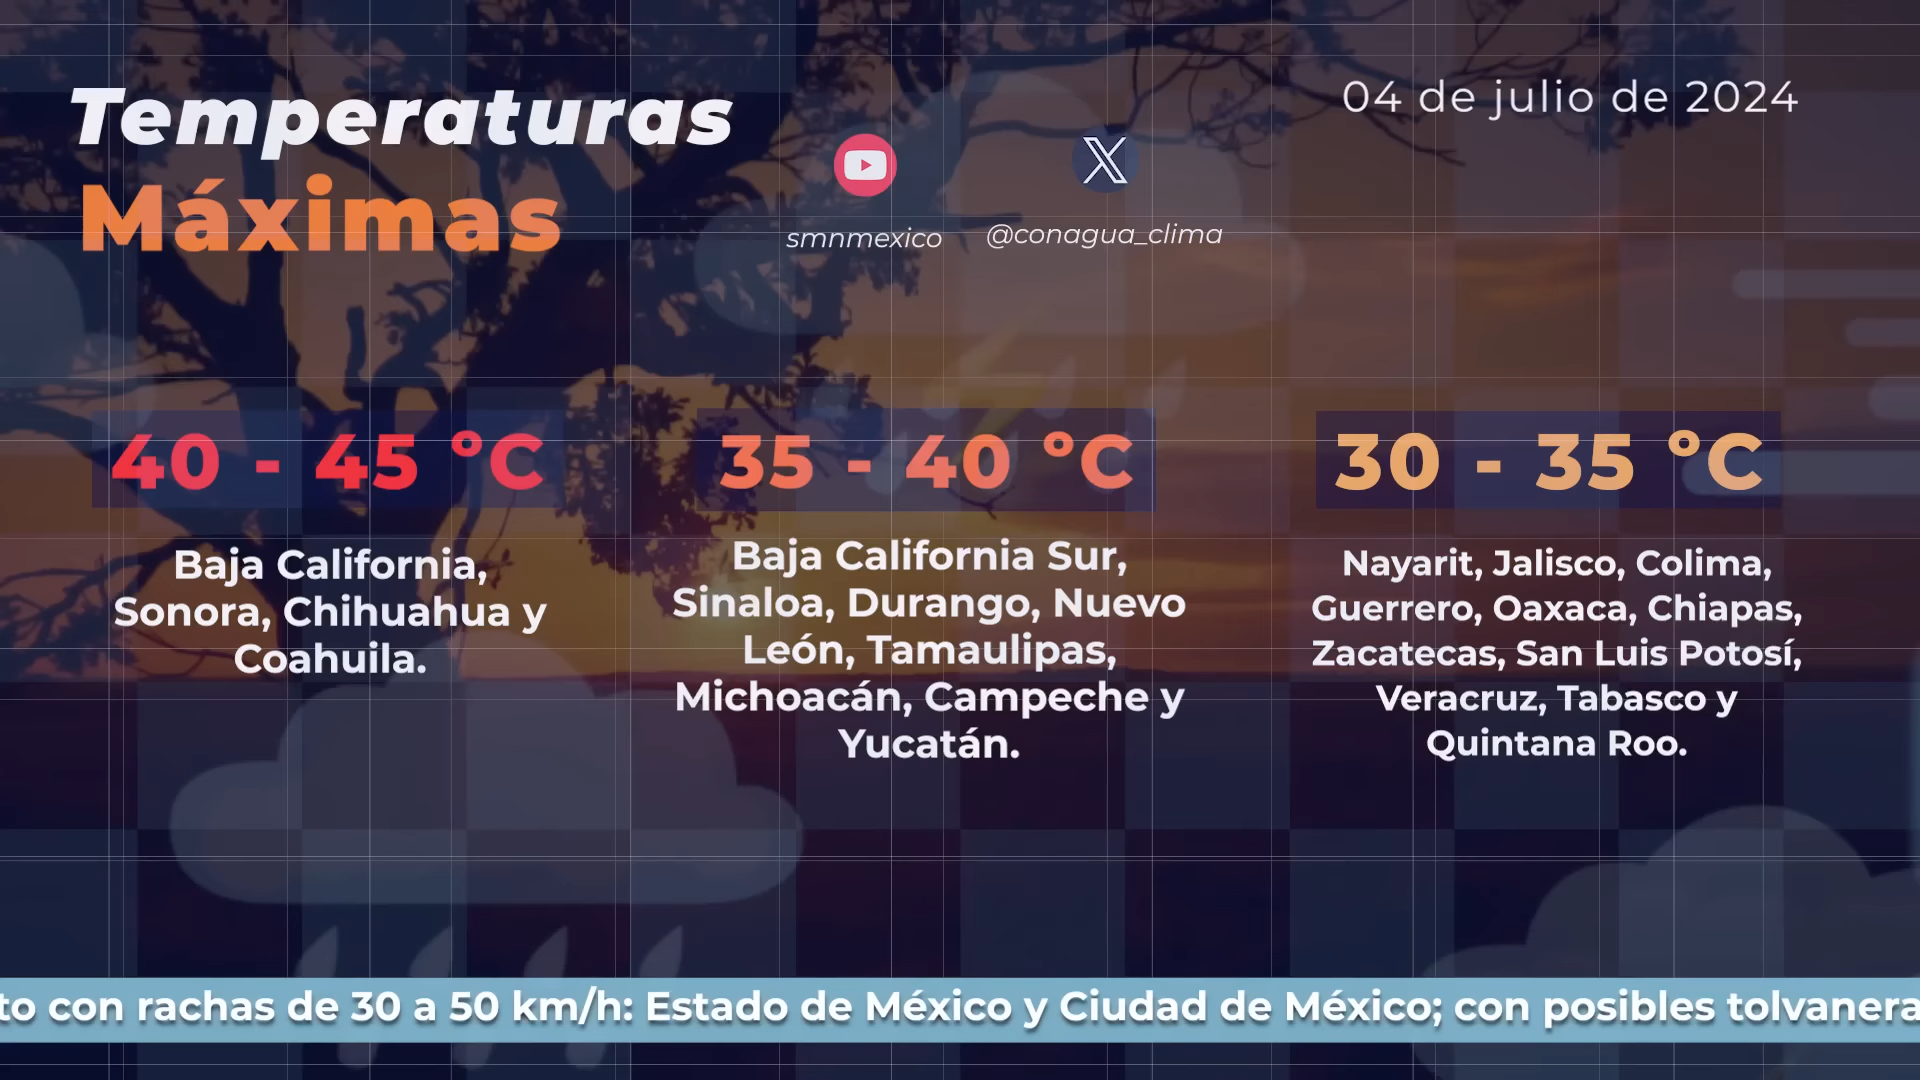 Temperaturas
Máximas
smnmexico
@conagua_clima
04 de julio de 2024
40 - 45 °C
Baja California,
Sonora, Chihuahua y
Coahuila.
35 - 40 °C
Baja California Sur,
Sinaloa, Durango, Nuevo
León, Tamaulipas,
Michoacán, Campeche y
Yucatán.
30 - 35 °C
Nayarit, Jalisco, Colima,
Guerrero, Oaxaca, Chiapas,
Zacatecas, San Luis Potosí,
Veracruz, Tabasco y
Quintana Roo.
to con rachas de 30 a 50 km/h: Estado de México y Ciudad de México; con posibles tolvanera